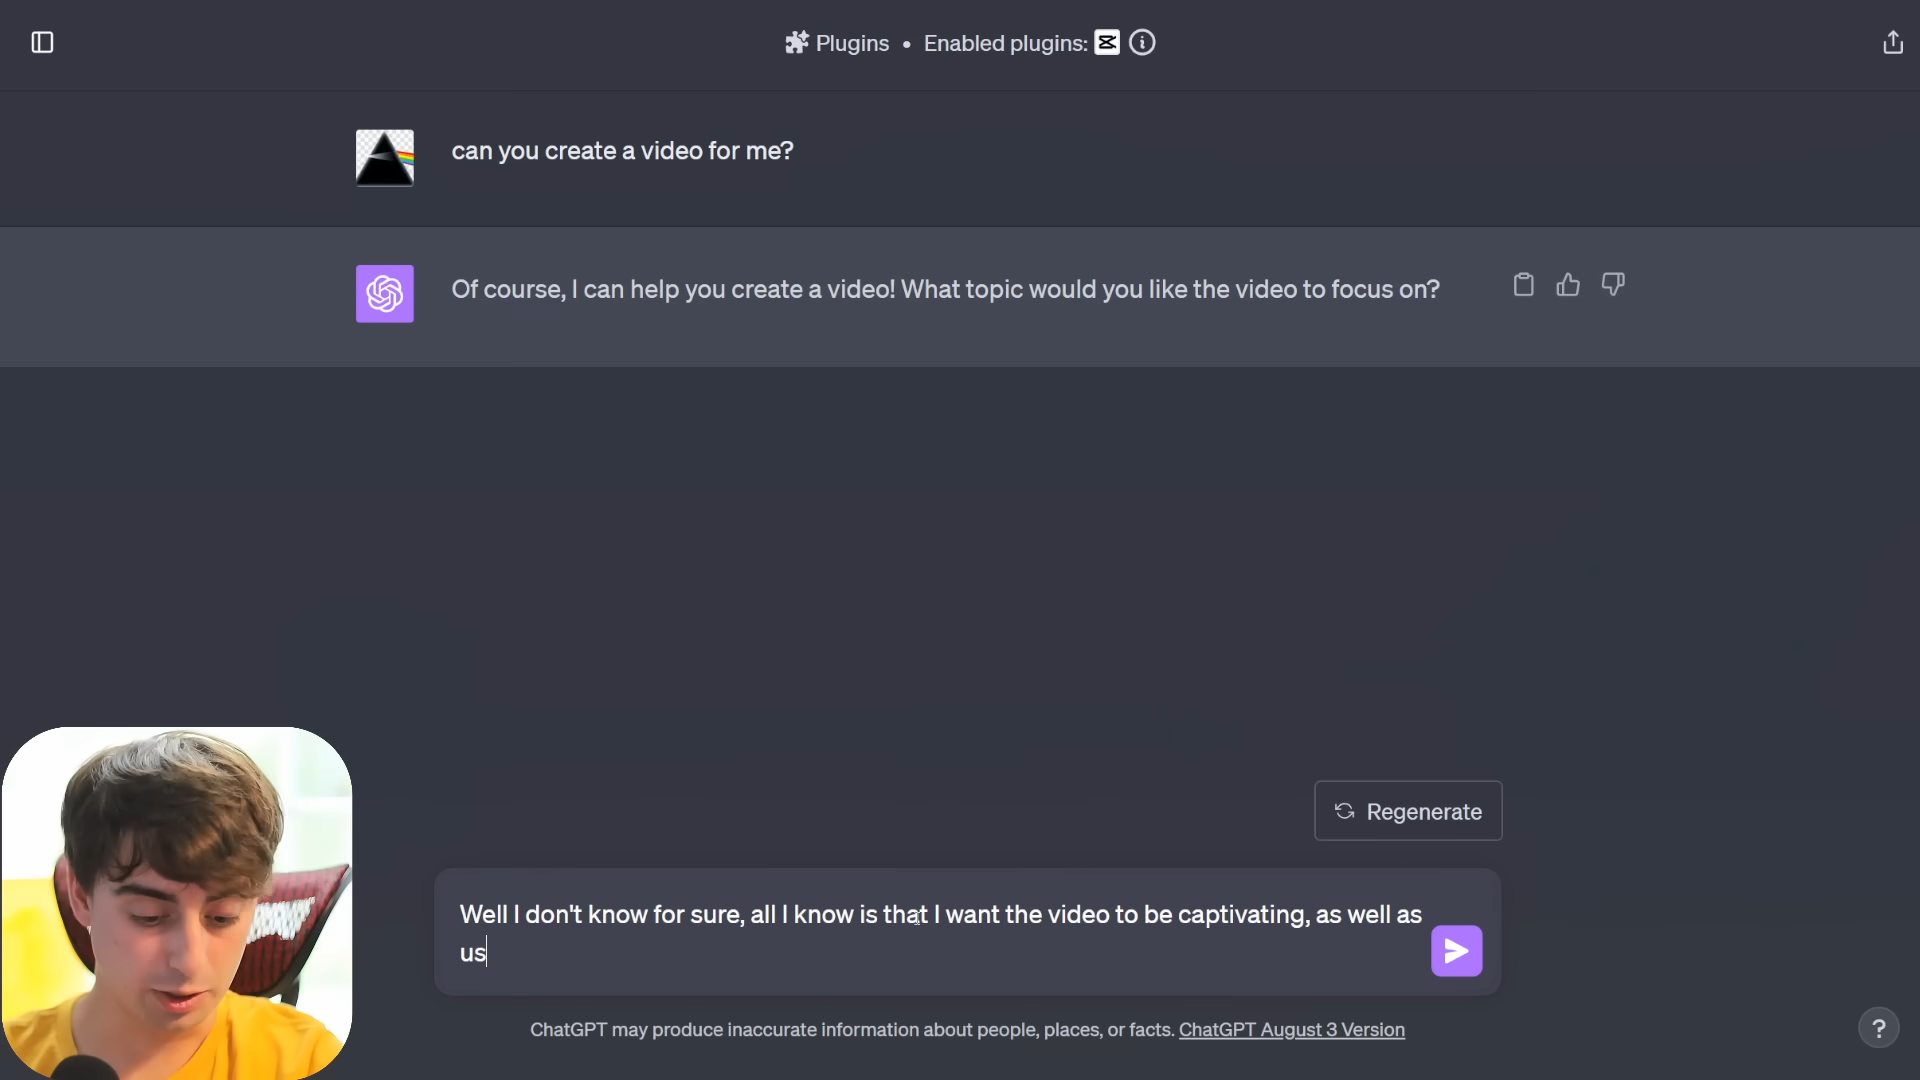 Plugins • Enabled plugins:
can you create a video for me?
Of course, I can help you create a video! What topic would you like the video to focus on?
Regenerate
Well I don't know for sure, all I know is that I want the video to be captivating, as well as
us
ChatGPT may produce inaccurate information about people, places, or facts. ChatGPT August 3 Version
?